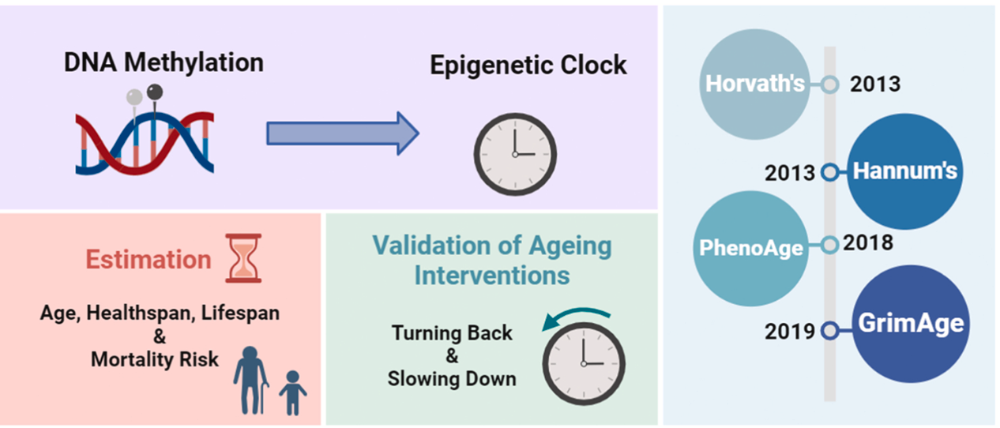 DNA Methylation
Epigenetic Clock
Estimation
Age, Healthspan, Lifespan
&
Mortality Risk
Validation of Ageing
Interventions
Turning Back
&
Slowing Down
Horvath's
2013
2013
Hannum's
PhenoAge
2018
2019
GrimAge